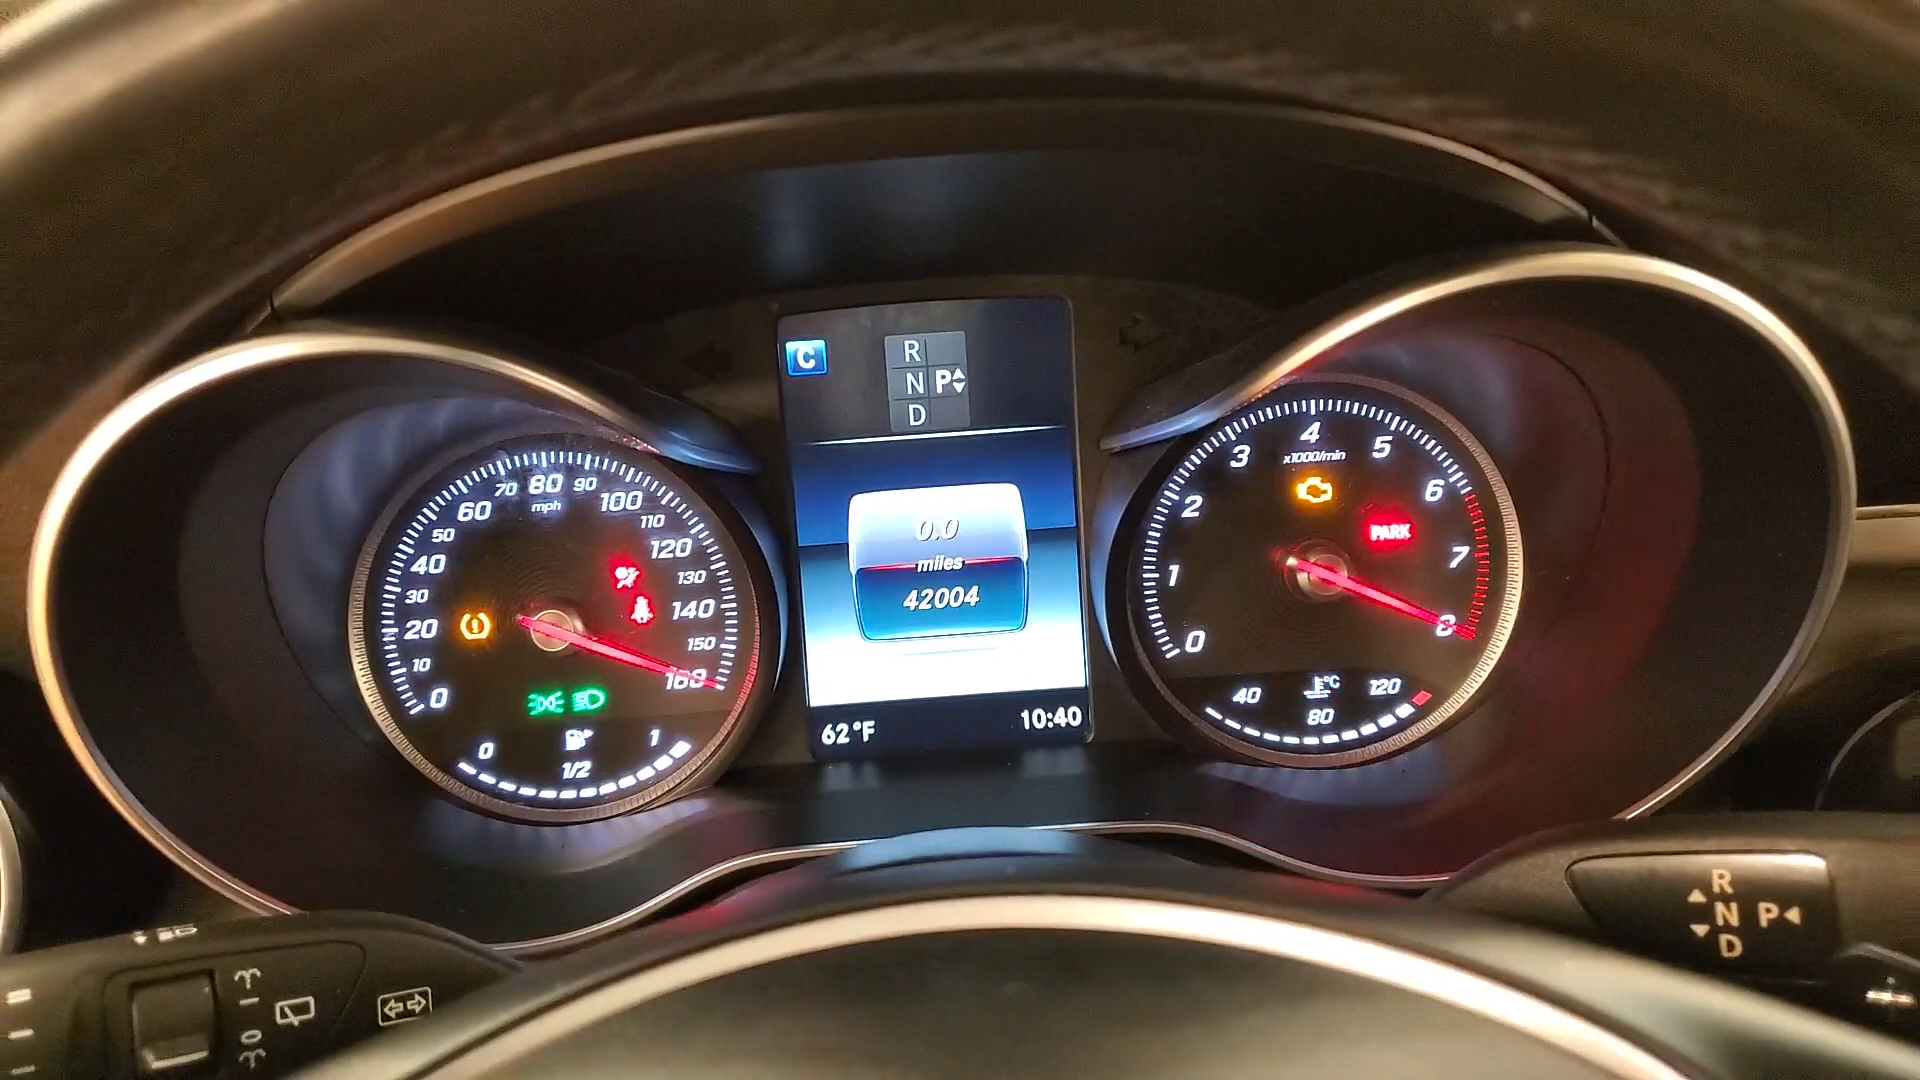 C
R
N P
D
0.0
miles
42004
62°F 10:40
0
10
20
30
40
50
60
70
80
90
100
110
120
130
140
150
160
mph
0 1/2 1
0
1
2
3
4
5
6
7
8
x1000/min
PARK
40 80 120
°C
R
N P
D